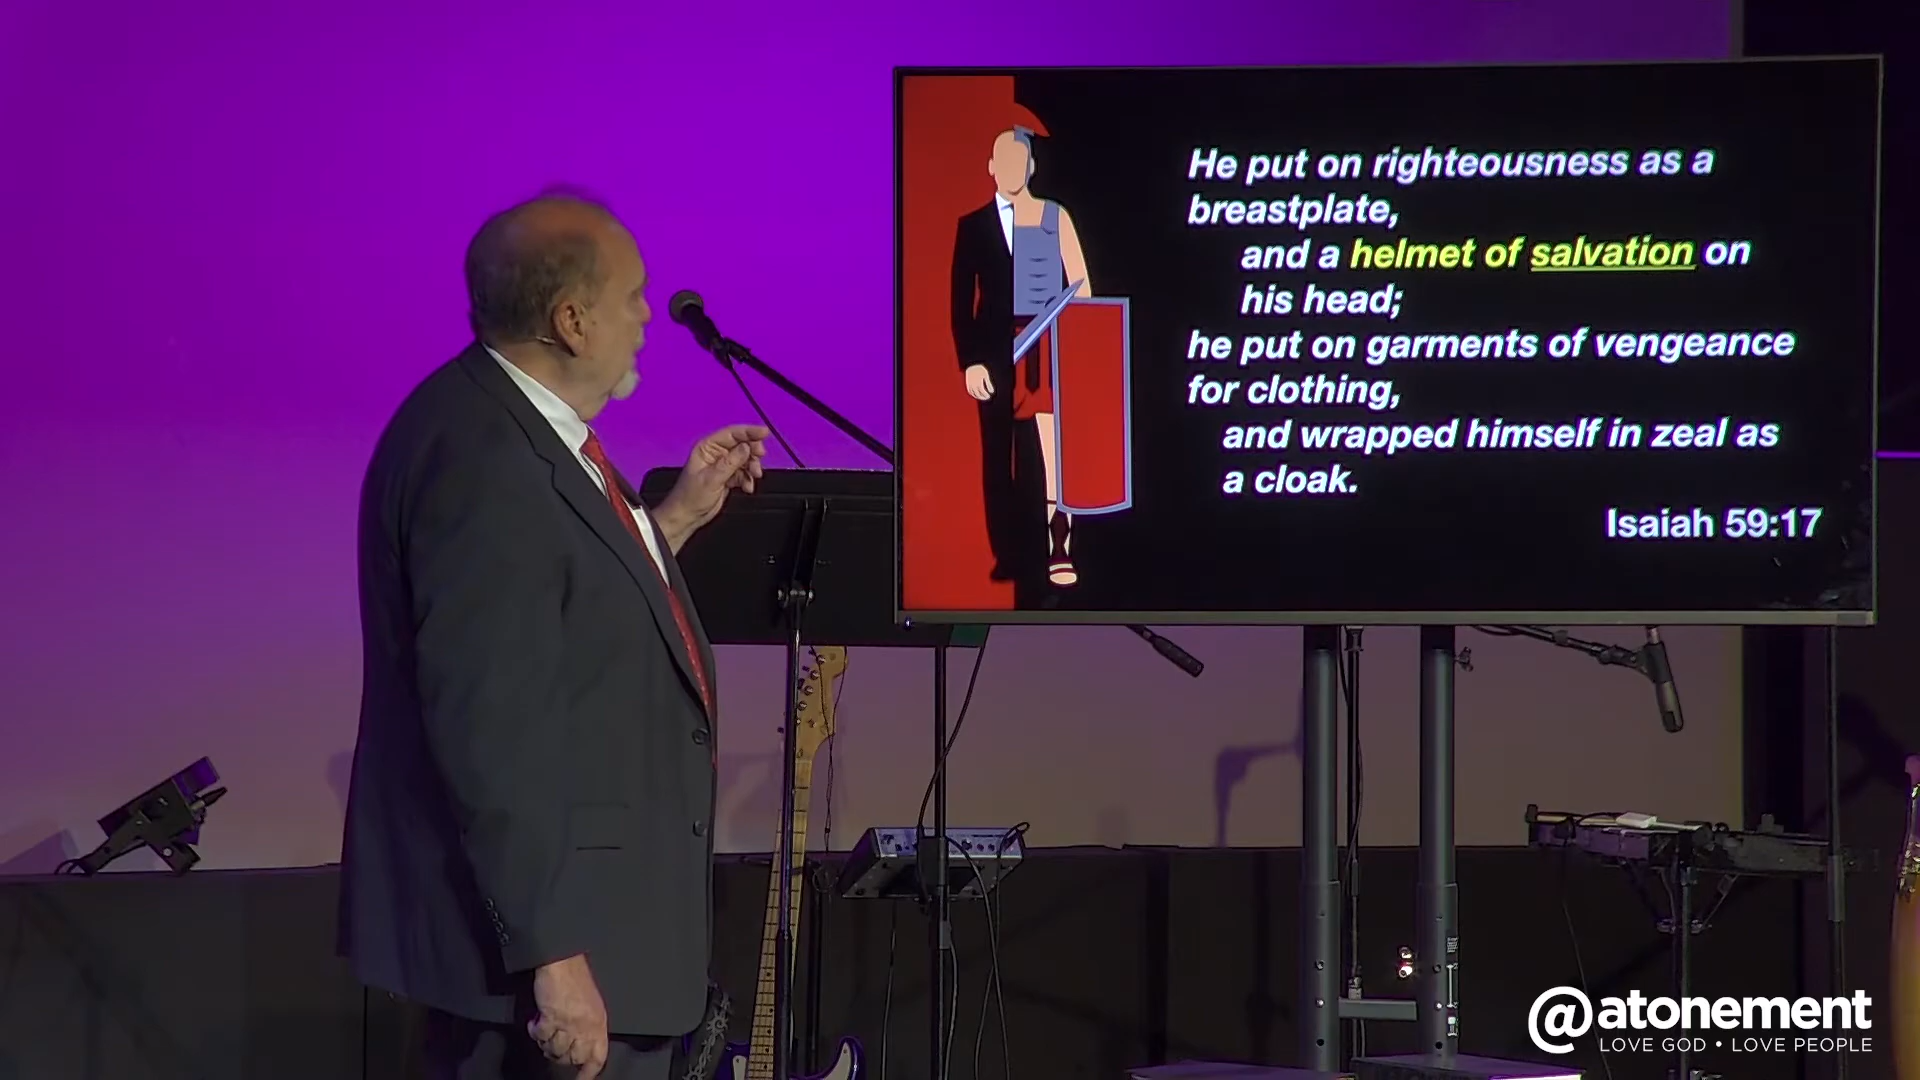 He put on righteousness as a
breastplate,
and a helmet of salvation on
his head;
he put on garments of vengeance
for clothing,
and wrapped himself in zeal as
a cloak.
Isaiah 59:17
@atonement
LOVE GOD • LOVE PEOPLE